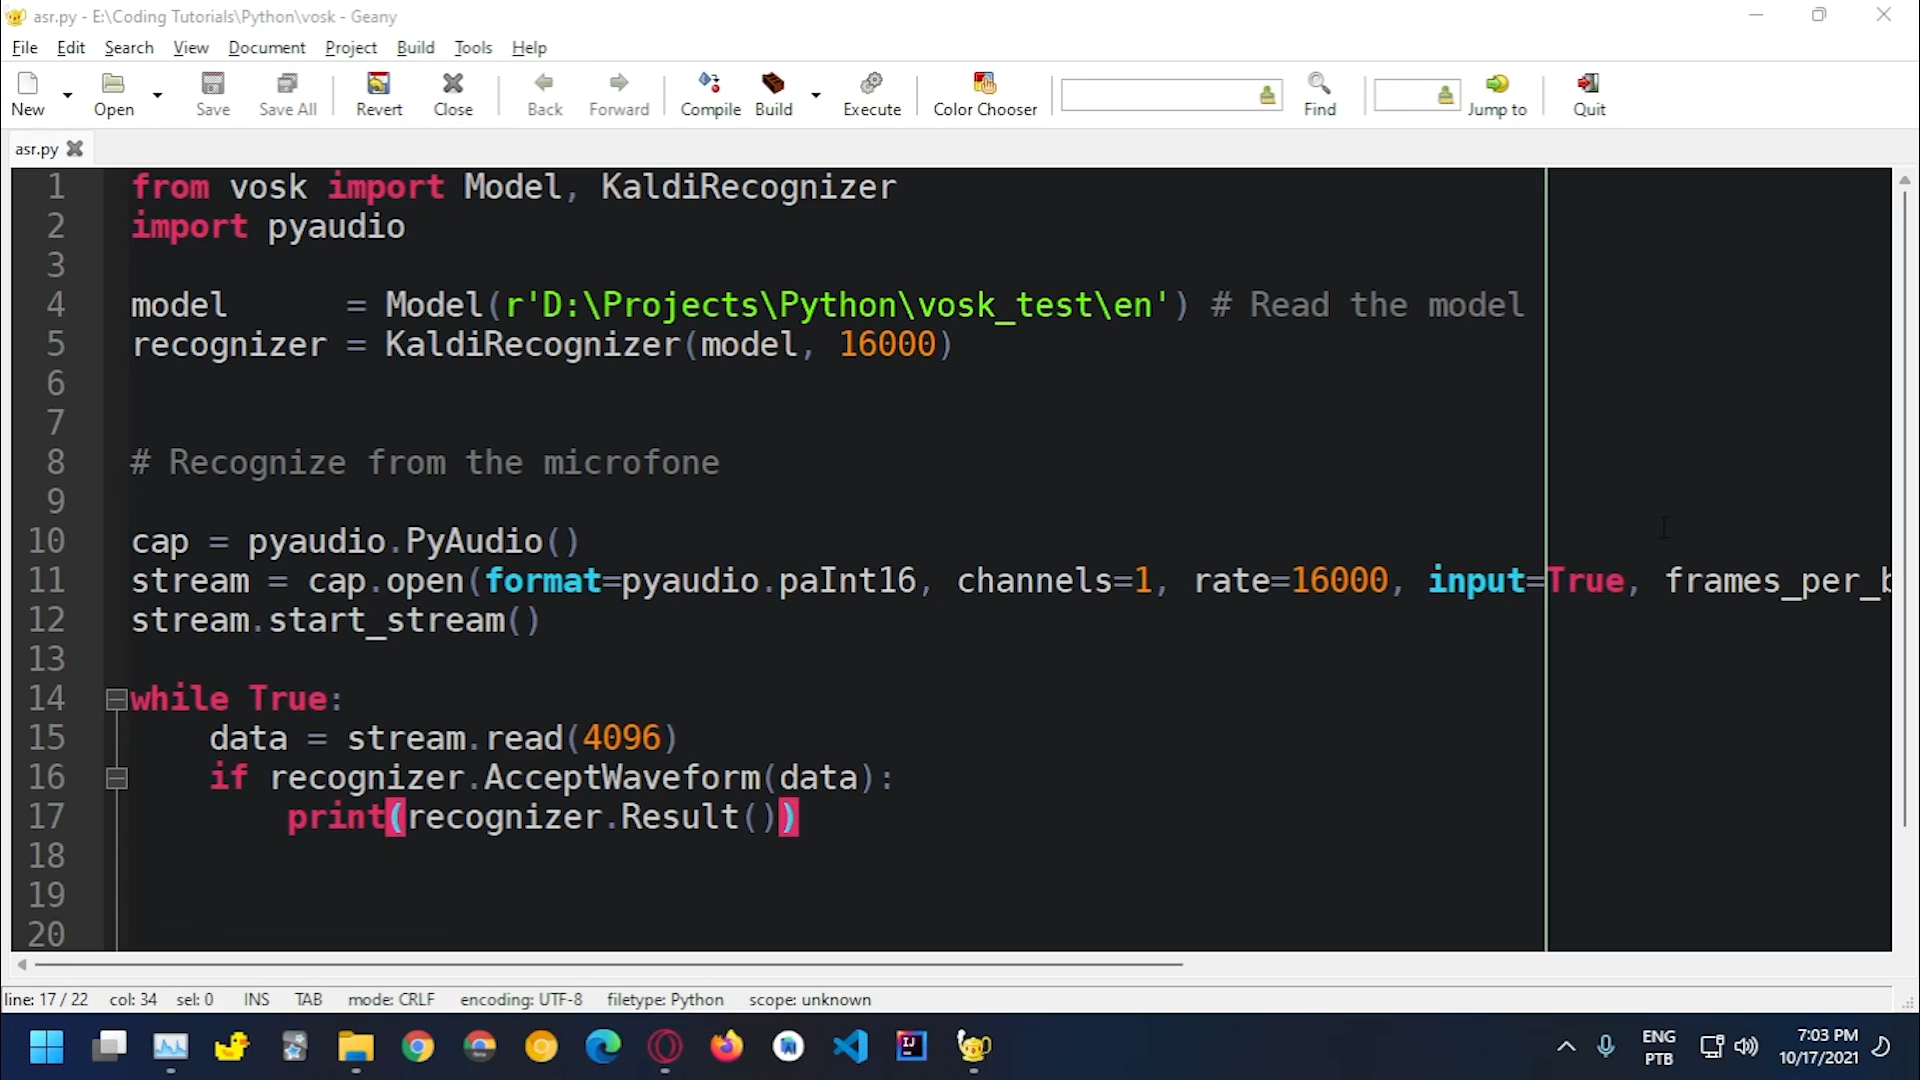 asr.py - E:\Coding Tutorials\Python\vosk - Geany
File Edit Search View Document Project Build Tools Help
New Open Save Save All Revert Close Back Forward Compile Build Execute Color Chooser Find Jump to Quit
asr.py
1 from vosk import Model, KaldiRecognizer
2 import pyaudio
3
4 model      = Model(r'D:\Projects\Python\vosk_test\en') # Read the model
5 recognizer = KaldiRecognizer(model, 16000)
6
7
8 # Recognize from the microfone
9
10 cap = pyaudio.PyAudio()
11 stream = cap.open(format=pyaudio.paInt16, channels=1, rate=16000, input=True, frames_per_b
12 stream.start_stream()
13
14 while True:
15     data = stream.read(4096)
16     if recognizer.AcceptWaveform(data):
17         print(recognizer.Result())
18
19
20
line: 17 / 22 col: 34 sel: 0 INS TAB mode: CRLF encoding: UTF-8 filetype: Python scope: unknown
ENG 7:03 PM
PTB 10/17/2021